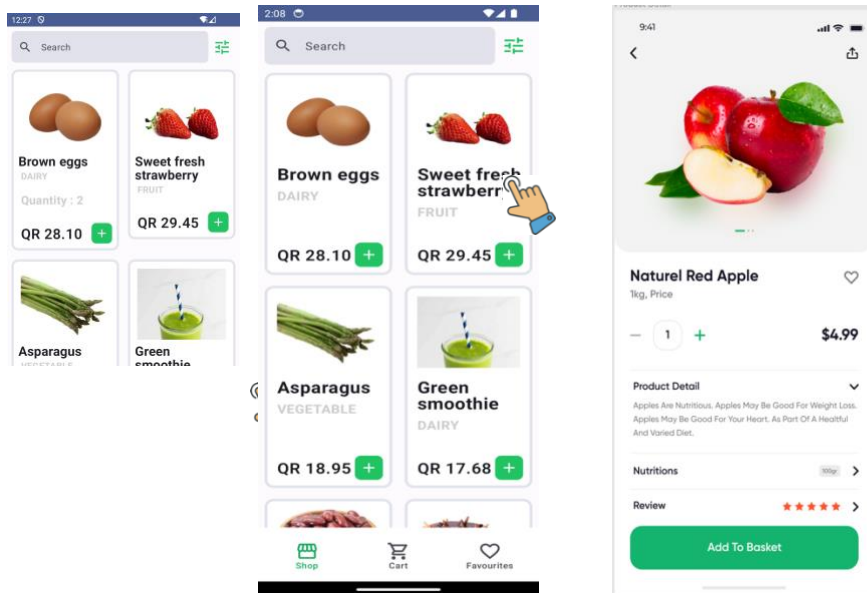 12:27
Search
Brown eggs
DAIRY
Quantity : 2
QR 28.10 +
Sweet fresh
strawberry
FRUIT
QR 29.45 +
Asparagus
VEGETABLE
Green
smoothie
2:08
Search
Brown eggs
DAIRY
QR 28.10 +
Sweet fresh
strawberry
FRUIT
QR 29.45 +
Asparagus
VEGETABLE
QR 18.95 +
Green
smoothie
DAIRY
QR 17.68 +
Shop
Cart
Favourites
Product Detail
9:41
Naturel Red Apple
1kg, Price
− 1 +
$4.99
Product Detail
Apples Are Nutritious. Apples May Be Good For Weight Loss.
Apples May Be Good For Your Heart. As Part Of A Healtful
And Varied Diet.
Nutritions
100gr
Review
Add To Basket